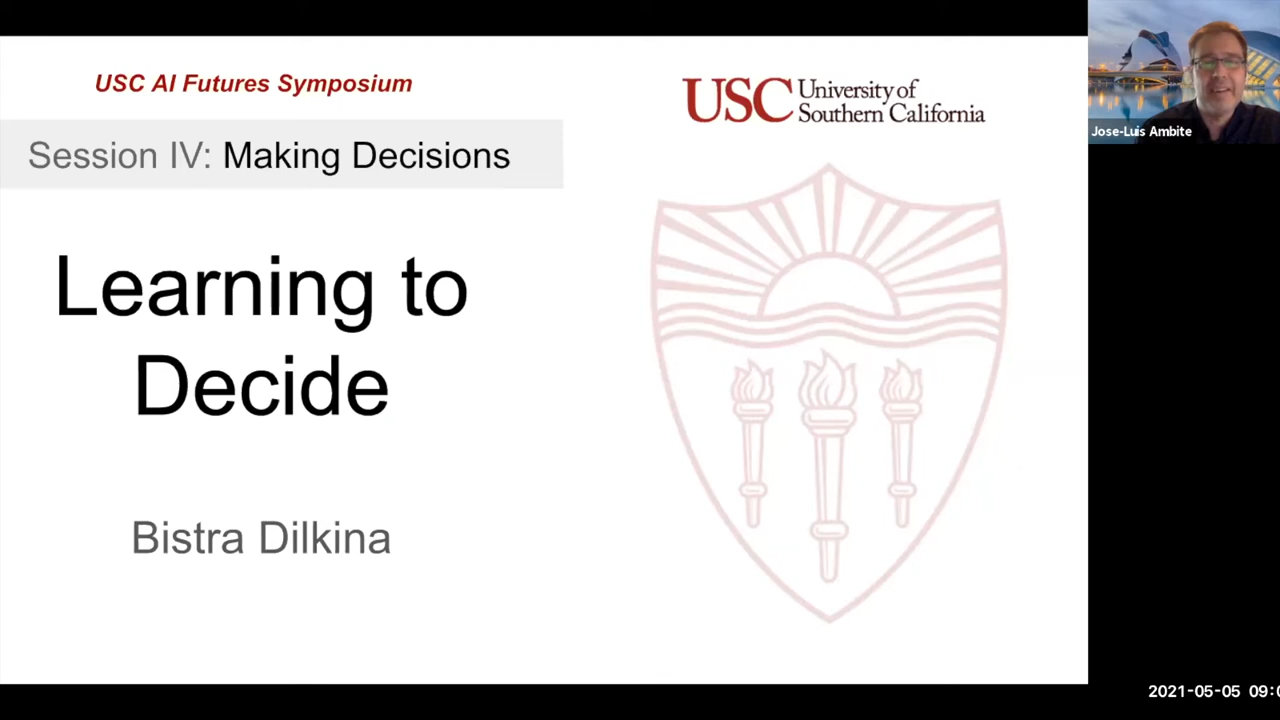 USC AI Futures Symposium
Session IV: Making Decisions
Learning to
Decide
Bistra Dilkina
USC University of
Southern California
Jose-Luis Ambite
2021-05-05 09:0